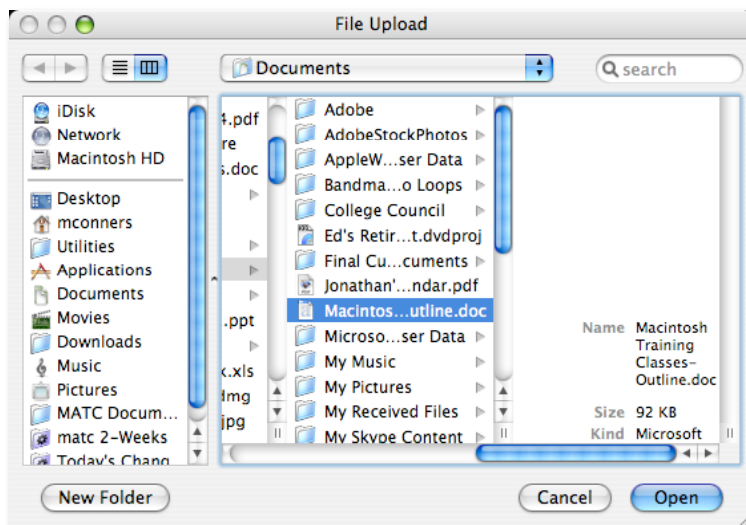 File Upload
Documents
search
iDisk
Network
Macintosh HD
Desktop
mconners
Utilities
Applications
Documents
Movies
Downloads
Music
Pictures
MATC Docum...
matc 2-Weeks
Today's Chang
4.pdf
re
s.doc
.ppt
k.xls
dmg
jpg
Adobe
AdobeStockPhotos
AppleW...ser Data
Bandma...o Loops
College Council
Ed's Retir...t.dvdproj
Final Cu...cuments
Jonathan'...ndar.pdf
Macintos...utline.doc
Microso...ser Data
My Music
My Pictures
My Received Files
My Skype Content
Name Macintosh
Training
Classes-
Outline.doc
Size 92 KB
Kind Microsoft
New Folder
Cancel
Open